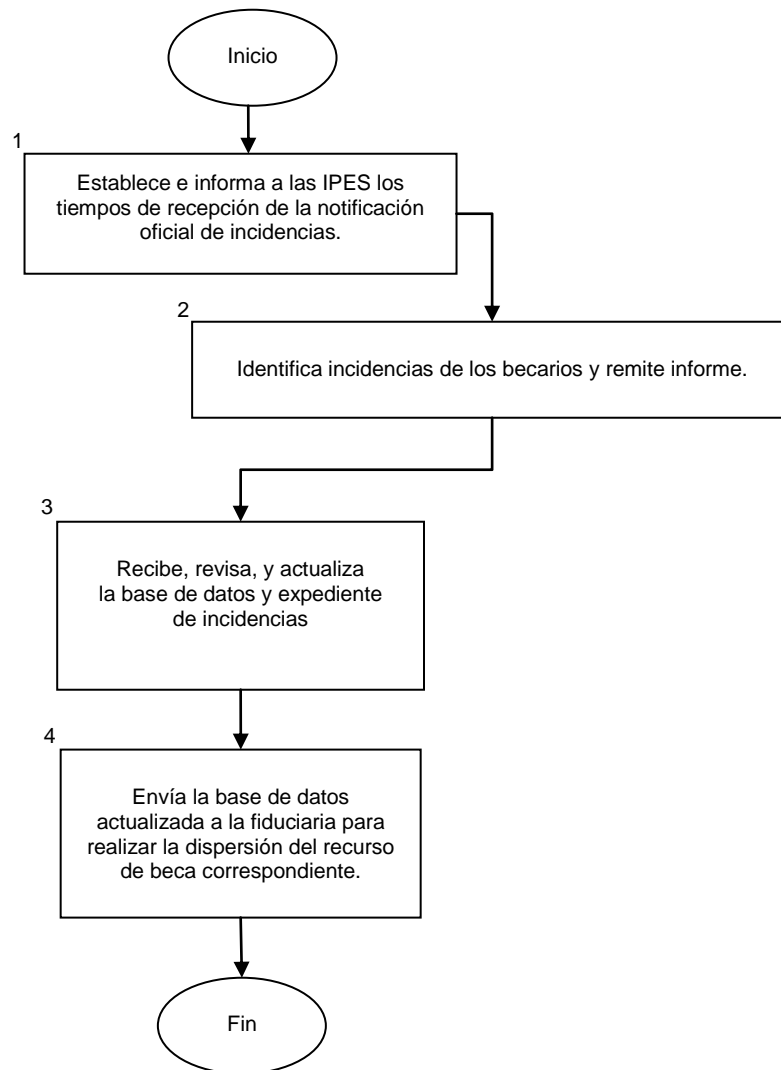 Inicio
1
Establece e informa a las IPES los
tiempos de recepción de la notificación
oficial de incidencias.
2
Identifica incidencias de los becarios y remite informe.
3
Recibe, revisa, y actualiza
la base de datos y expediente
de incidencias
4
Envía la base de datos
actualizada a la fiduciaria para
realizar la dispersión del recurso
de beca correspondiente.
Fin